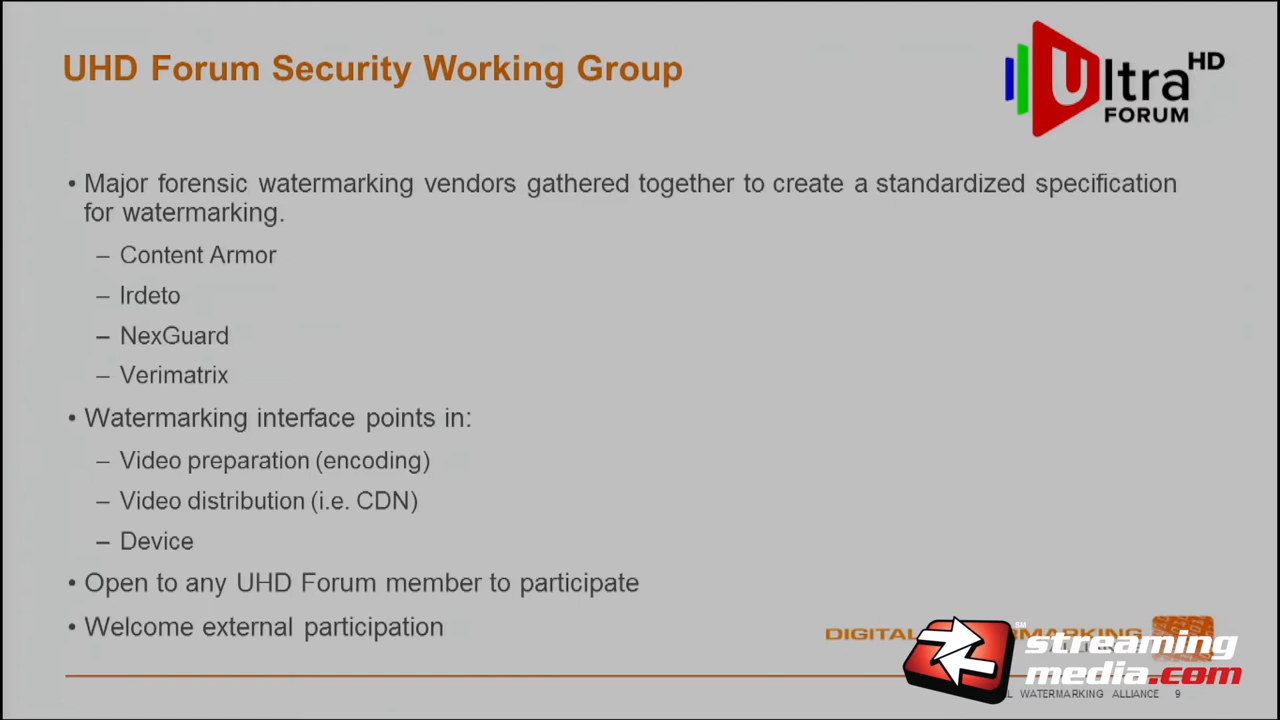 UHD Forum Security Working Group
Ultra HD
FORUM
• Major forensic watermarking vendors gathered together to create a standardized specification
for watermarking.
– Content Armor
– Irdeto
– NexGuard
– Verimatrix
• Watermarking interface points in:
– Video preparation (encoding)
– Video distribution (i.e. CDN)
– Device
• Open to any UHD Forum member to participate
• Welcome external participation
DIGITAL
streaming
media.com
WATERMARKING ALLIANCE 9